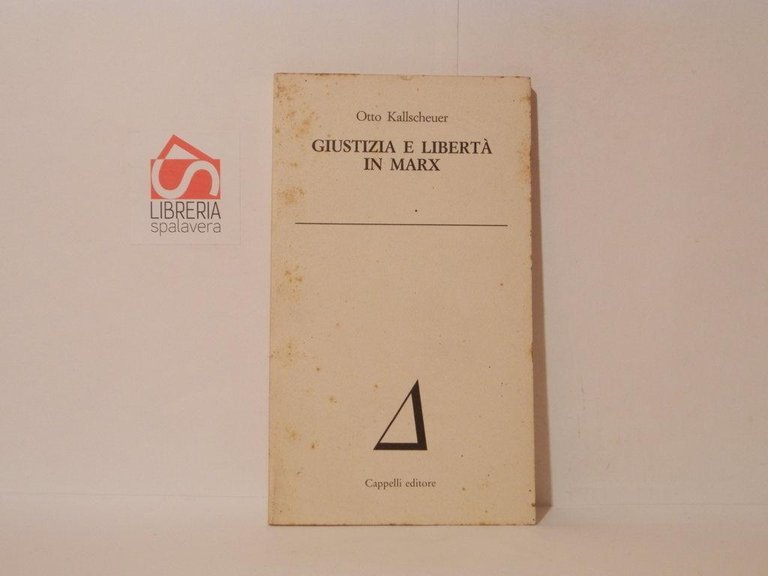 LIBRERIA
spalavera
Otto Kallscheuer
GIUSTIZIA E LIBERTÀ
IN MARX
Cappelli editore